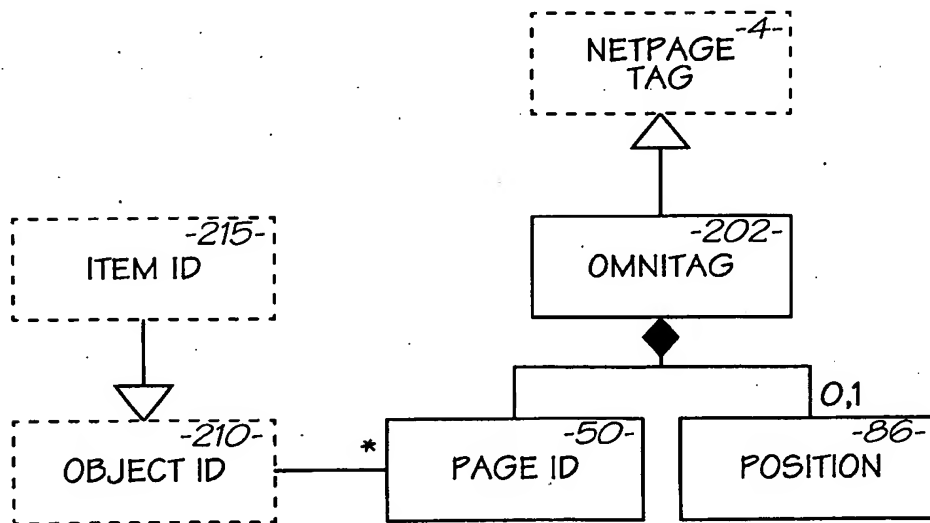 -4-
NETPAGE
TAG
-215-
ITEM ID
-202-
OMNITAG
0,1
-210-
OBJECT ID
*
-50-
PAGE ID
-86-
POSITION